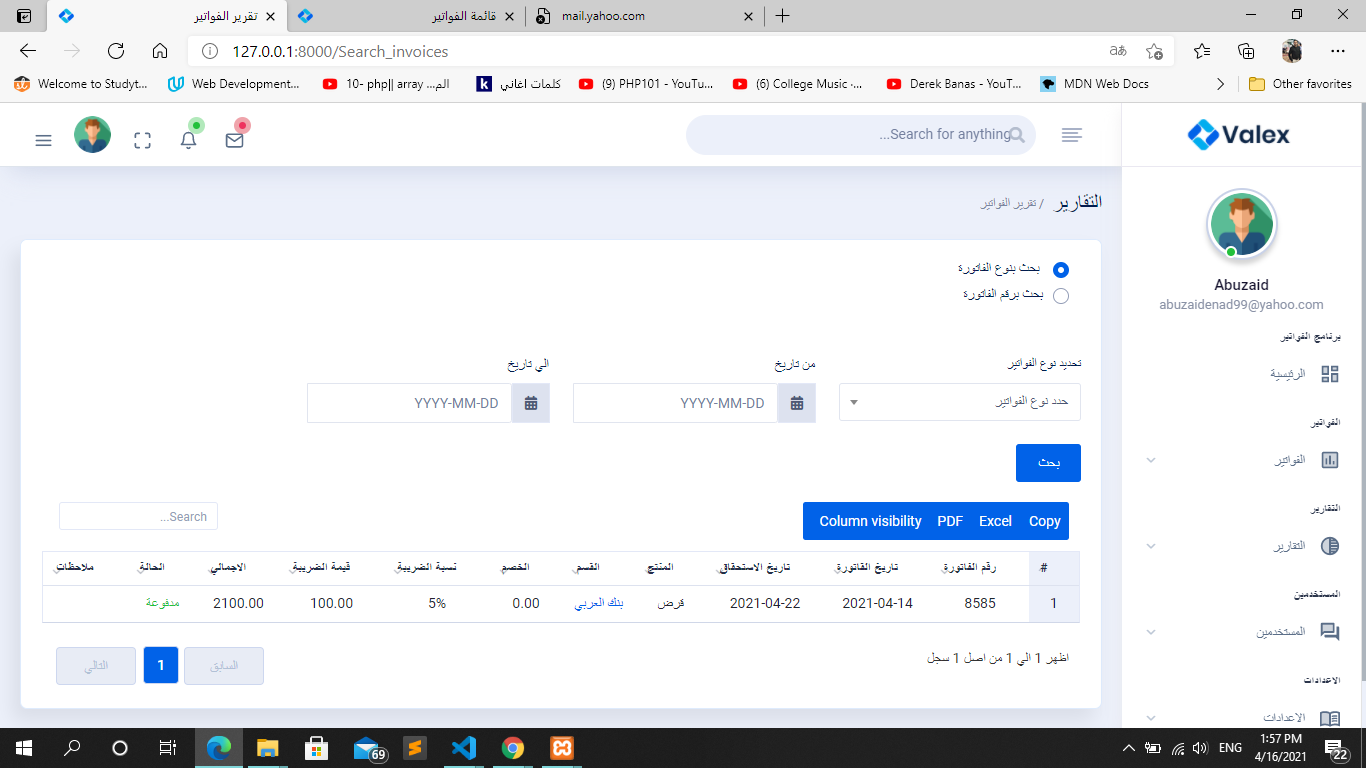 تقرير الفواتير
قائمة الفواتير
mail.yahoo.com
127.0.0.1:8000/Search_invoices
aあ
Welcome to Studyt...
Web Development...
10- php|| array ...الم
كلمات اغاني
(9) PHP101 - YouTu...
(6) College Music -...
Derek Banas - YouT...
MDN Web Docs
Other favorites
...Search for anything
Valex
التقارير / تقرير الفواتير
Abuzaid
abuzaidenad99@yahoo.com
برنامج الفواتير
الرئيسية
الفواتير
الفواتير
التقارير
التقارير
المستخدمين
المستخدمين
الاعدادات
الاعدادات
بحث بنوع الفاتورة
بحث برقم الفاتورة
تحديد نوع الفواتير
من تاريخ
الي تاريخ
حدد نوع الفواتير
YYYY-MM-DD
YYYY-MM-DD
بحث
Column visibility PDF Excel Copy
...Search
# رقم الفاتورة تاريخ الفاتورة تاريخ الاستحقاق المنتج القسم الخصم نسبة الضريبة قيمة الضريبة الاجمالي الحالة ملاحظات
1 8585 2021-04-14 2021-04-22 قرض بنك العربي 0.00 5% 100.00 2100.00 مدفوعة
اظهر 1 الي 1 من اصل 1 سجل
السابق
1
التالي
69
ENG
1:57 PM
4/16/2021
22